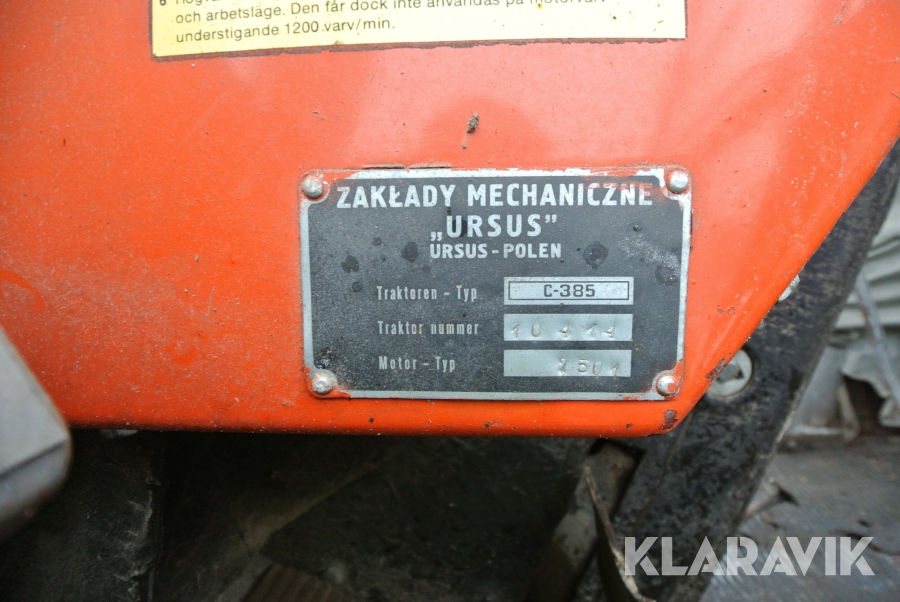 och arbetsläge. Den får dock inte användas på motorvarv
understigande 1200 varv/min.
ZAKŁADY MECHANICZNE
„URSUS”
URSUS-POLEN
Traktoren - Typ C-385
Traktor nummer
Motor - Typ
KLARAVIK